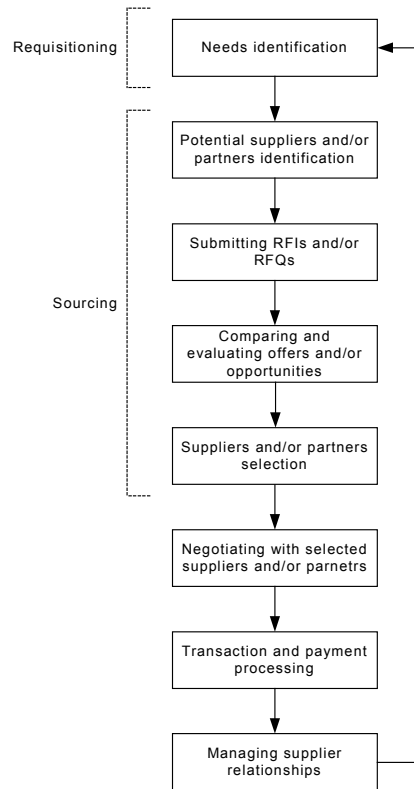 Requisitioning
Needs identification
Potential suppliers and/or
partners identification
Submitting RFIs and/or
RFQs
Sourcing
Comparing and
evaluating offers and/or
opportunities
Suppliers and/or partners
selection
Negotiating with selected
suppliers and/or parnetrs
Transaction and payment
processing
Managing supplier
relationships